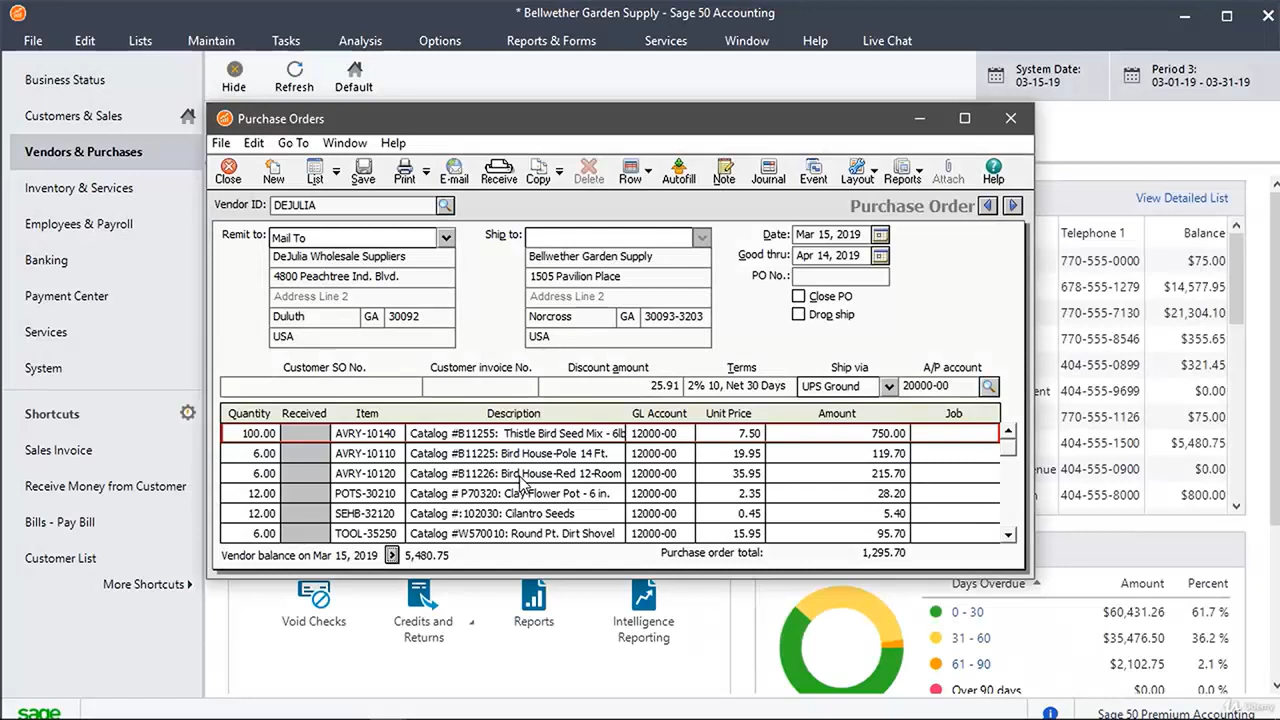 * Bellwether Garden Supply - Sage 50 Accounting
File Edit Lists Maintain Tasks Analysis Options Reports & Forms Services Window Help Live Chat
Business Status
Customers & Sales
Vendors & Purchases
Inventory & Services
Employees & Payroll
Banking
Payment Center
Services
System
Shortcuts
Sales Invoice
Receive Money from Customer
Bills - Pay Bill
Customer List
More Shortcuts
sage
Hide Refresh Default
System Date:
03-15-19
Period 3:
03-01-19 - 03-31-19
Purchase Orders
File Edit Go To Window Help
Close New List Save Print E-mail Receive Copy Delete Row Autofill Note Journal Event Layout Reports Attach Help
Vendor ID: DEJULIA
Purchase Order
Remit to: Mail To
DeJulia Wholesale Suppliers
4800 Peachtree Ind. Blvd.
Address Line 2
Duluth GA 30092
USA
Ship to:
Bellwether Garden Supply
1505 Pavilion Place
Address Line 2
Norcross GA 30093-3203
USA
Date: Mar 15, 2019
Good thru: Apr 14, 2019
PO No.:
Close PO
Drop ship
Customer SO No. Customer invoice No. Discount amount Terms Ship via A/P account
25.91 2% 10, Net 30 Days UPS Ground 20000-00
Quantity Received Item Description GL Account Unit Price Amount Job
100.00 AVRY-10140 Catalog #B11255: Thistle Bird Seed Mix - 6lb 12000-00 7.50 750.00
6.00 AVRY-10110 Catalog #B11225: Bird House-Pole 14 Ft. 12000-00 19.95 119.70
6.00 AVRY-10120 Catalog #B11226: Bird House-Red 12-Room 12000-00 35.95 215.70
12.00 POTS-30210 Catalog # P70320: Clay Flower Pot - 6 in. 12000-00 2.35 28.20
12.00 SEHB-32120 Catalog #:102030: Cilantro Seeds 12000-00 0.45 5.40
6.00 TOOL-35250 Catalog #W570010: Round Pt. Dirt Shovel 12000-00 15.95 95.70
Vendor balance on Mar 15, 2019 5,480.75 Purchase order total: 1,295.70
View Detailed List
Telephone 1 Balance
770-555-0000 $75.00
678-555-1279 $14,577.95
770-555-7130 $21,304.10
770-555-8546 $355.65
404-555-0899 $321.45
404-555-9191 $0.00
770-555-1126 $75.00
404-555-1500 $5,480.75
404-555-0900 $0.00
404-555-8000 $800.00
Void Checks
Credits and
Returns
Reports
Intelligence
Reporting
Days Overdue Amount Percent
0 - 30 $60,431.26 61.7 %
31 - 60 $35,476.50 36.2 %
61 - 90 $2,102.75 2.1 %
Over 90 days $0.00 0.0 %
Sage 50 Premium Accounting
Udemy